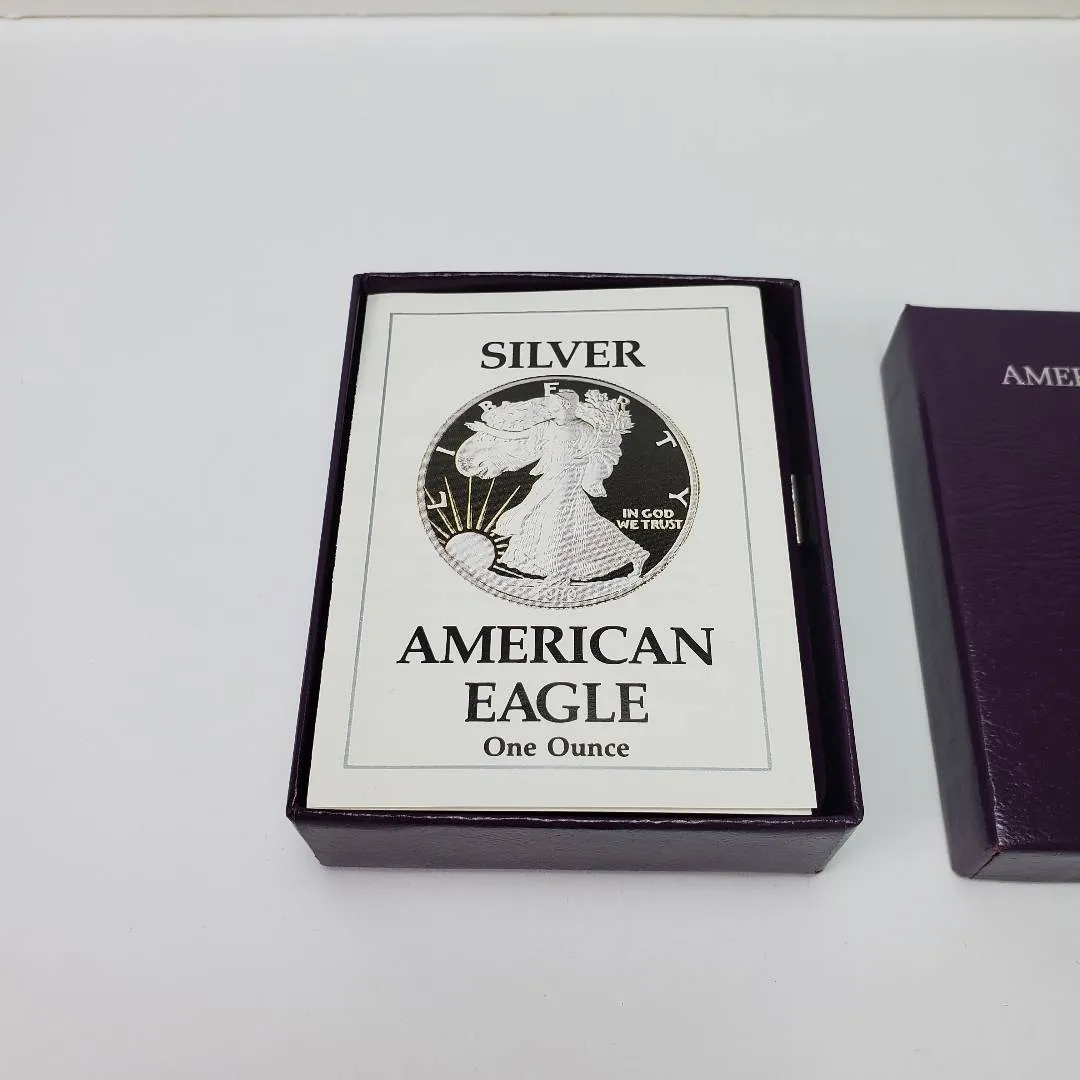 SILVER
LIBERTY
IN GOD
WE TRUST
AMERICAN
EAGLE
One Ounce